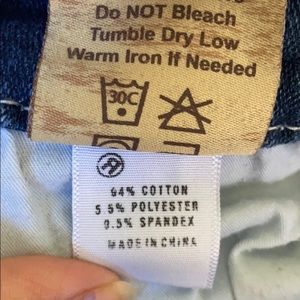 Do NOT Bleach
Tumble Dry Low
Warm Iron If Needed
30C
94% COTTON
5.5% POLYESTER
0.5% SPANDEX
MADE IN CHINA